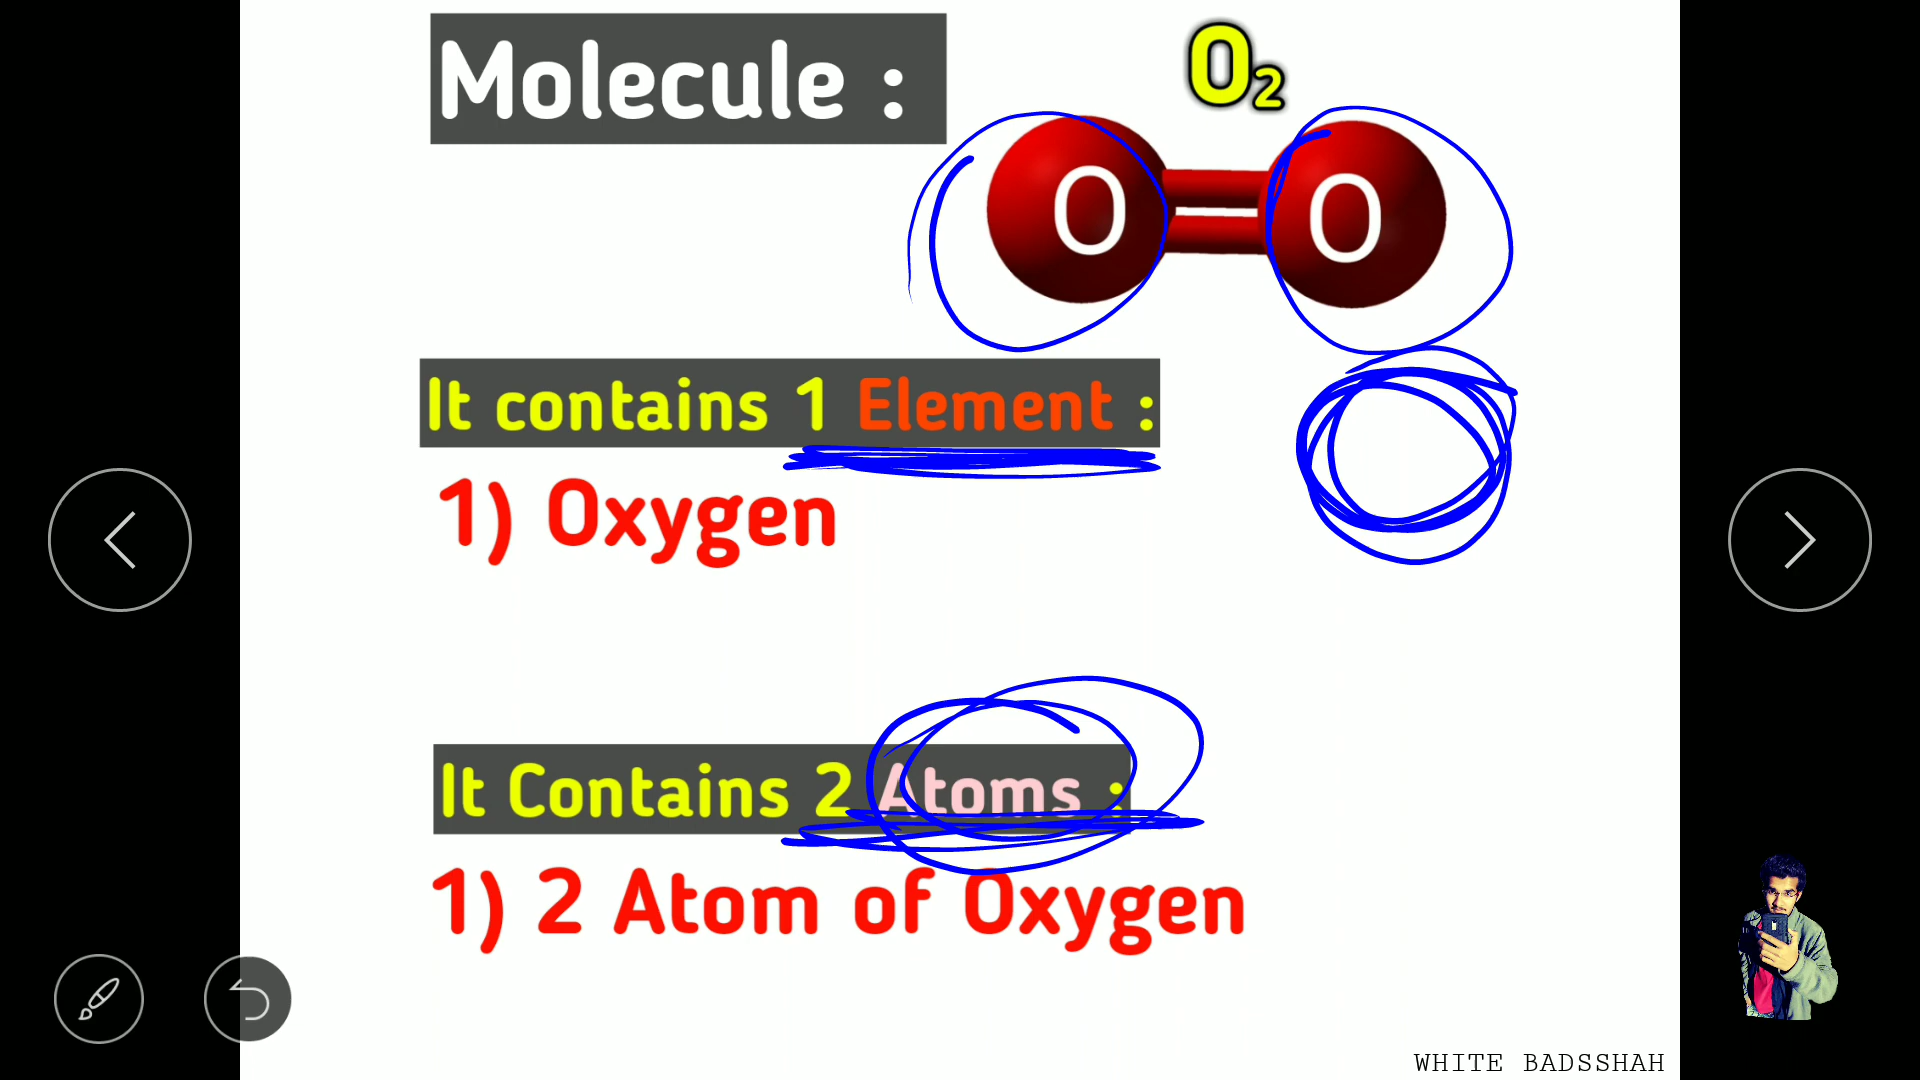 Molecule :
O₂
O O
It contains 1 Element :
1) Oxygen
It Contains 2 Atoms :
1) 2 Atom of Oxygen
WHITE BADSSHAH